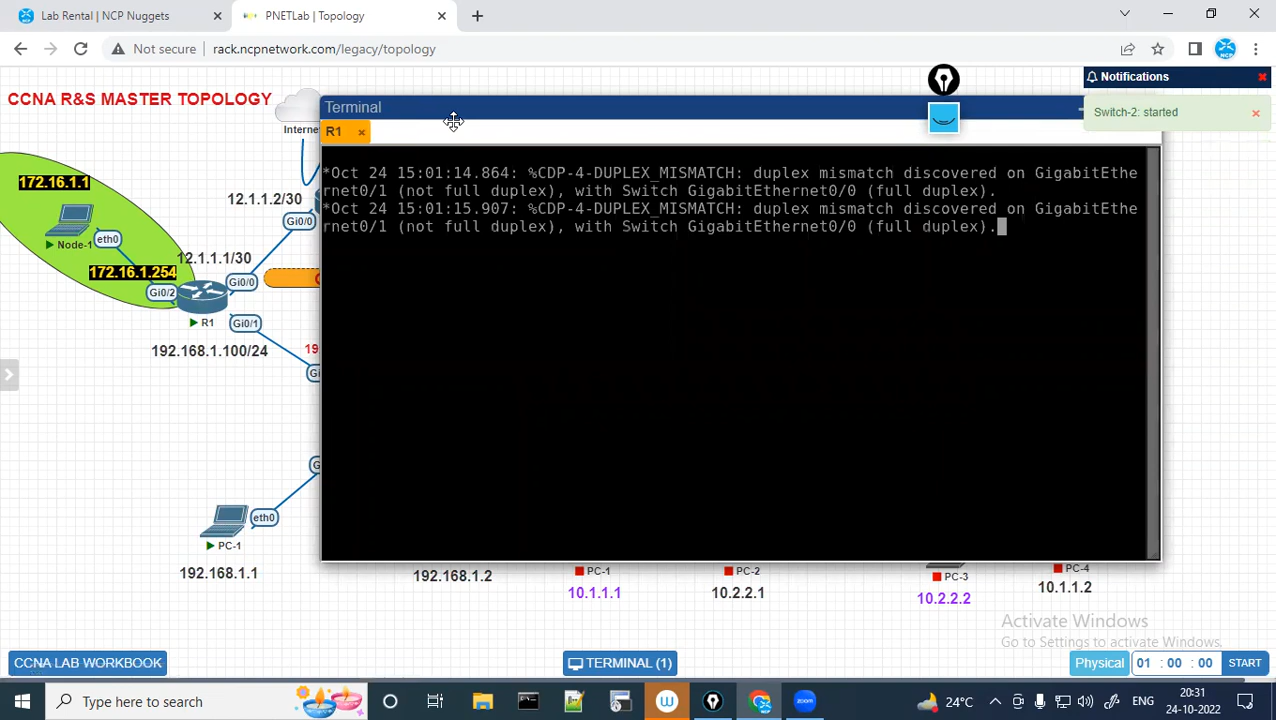 Lab Rental | NCP Nuggets
PNETLab | Topology
Not secure
rack.ncpnetwork.com/legacy/topology
Notifications
Switch-2: started
CCNA R&S MASTER TOPOLOGY
Interne
Terminal
R1
*Oct 24 15:01:14.864: %CDP-4-DUPLEX_MISMATCH: duplex mismatch discovered on GigabitEthe
rnet0/1 (not full duplex), with Switch GigabitEthernet0/0 (full duplex).
*Oct 24 15:01:15.907: %CDP-4-DUPLEX_MISMATCH: duplex mismatch discovered on GigabitEthe
rnet0/1 (not full duplex), with Switch GigabitEthernet0/0 (full duplex).
172.16.1.1
12.1.1.2/30
Gi0/0
Node-1
eth0
12.1.1.1/30
172.16.1.254
Gi0/0
Gi0/2
R1
Gi0/1
192.168.1.100/24
19
Gi
G
eth0
PC-1
192.168.1.1
192.168.1.2
PC-1
10.1.1.1
PC-2
10.2.2.1
PC-3
10.2.2.2
PC-4
10.1.1.2
Activate Windows
Go to Settings to activate Windows.
CCNA LAB WORKBOOK
TERMINAL (1)
Physical
01 : 00 : 00
START
Type here to search
W
zoom
24°C
ENG
20:31
24-10-2022